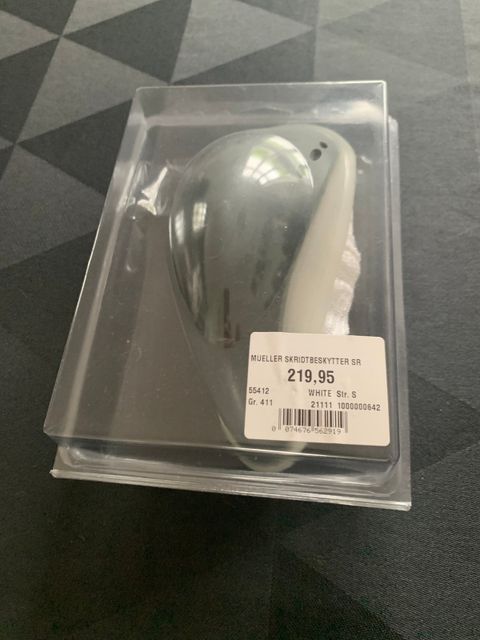 MUELLER SKRIDTBESKYTTER SR
219,95
55412 WHITE Str. S
Gr. 411 21111 1000000642
0 074676 562919